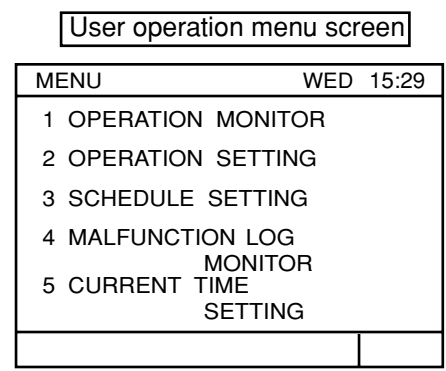 User operation menu screen
MENU WED 15:29
1 OPERATION MONITOR
2 OPERATION SETTING
3 SCHEDULE SETTING
4 MALFUNCTION LOG
MONITOR
5 CURRENT TIME
SETTING